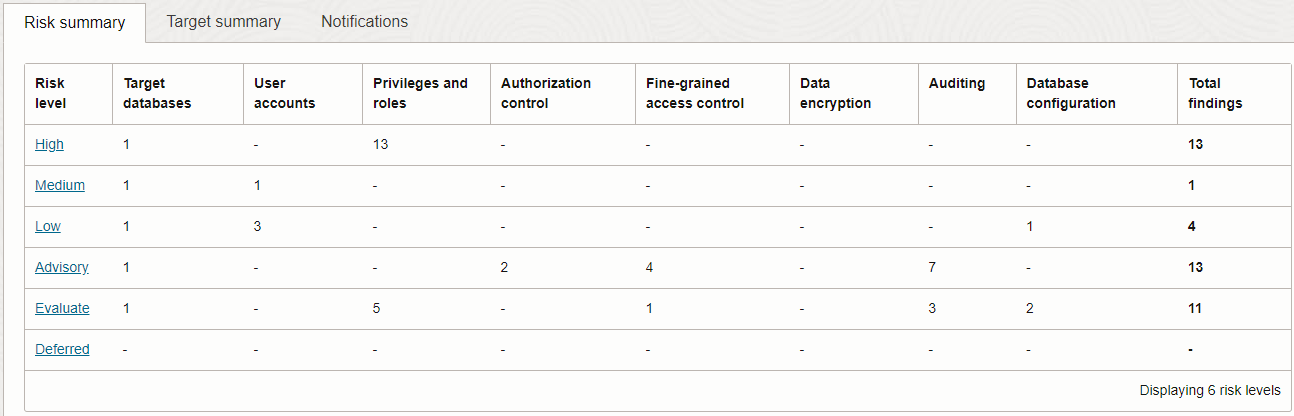 Risk summary Target summary Notifications
Risk level Target databases User accounts Privileges and roles Authorization control Fine-grained access control Data encryption Auditing Database configuration Total findings
High 1 - 13 - - - - - 13
Medium 1 1 - - - - - - 1
Low 1 3 - - - - - 1 4
Advisory 1 - - 2 4 - 7 - 13
Evaluate 1 - 5 - 1 - 3 2 11
Deferred - - - - - - - - -
Displaying 6 risk levels